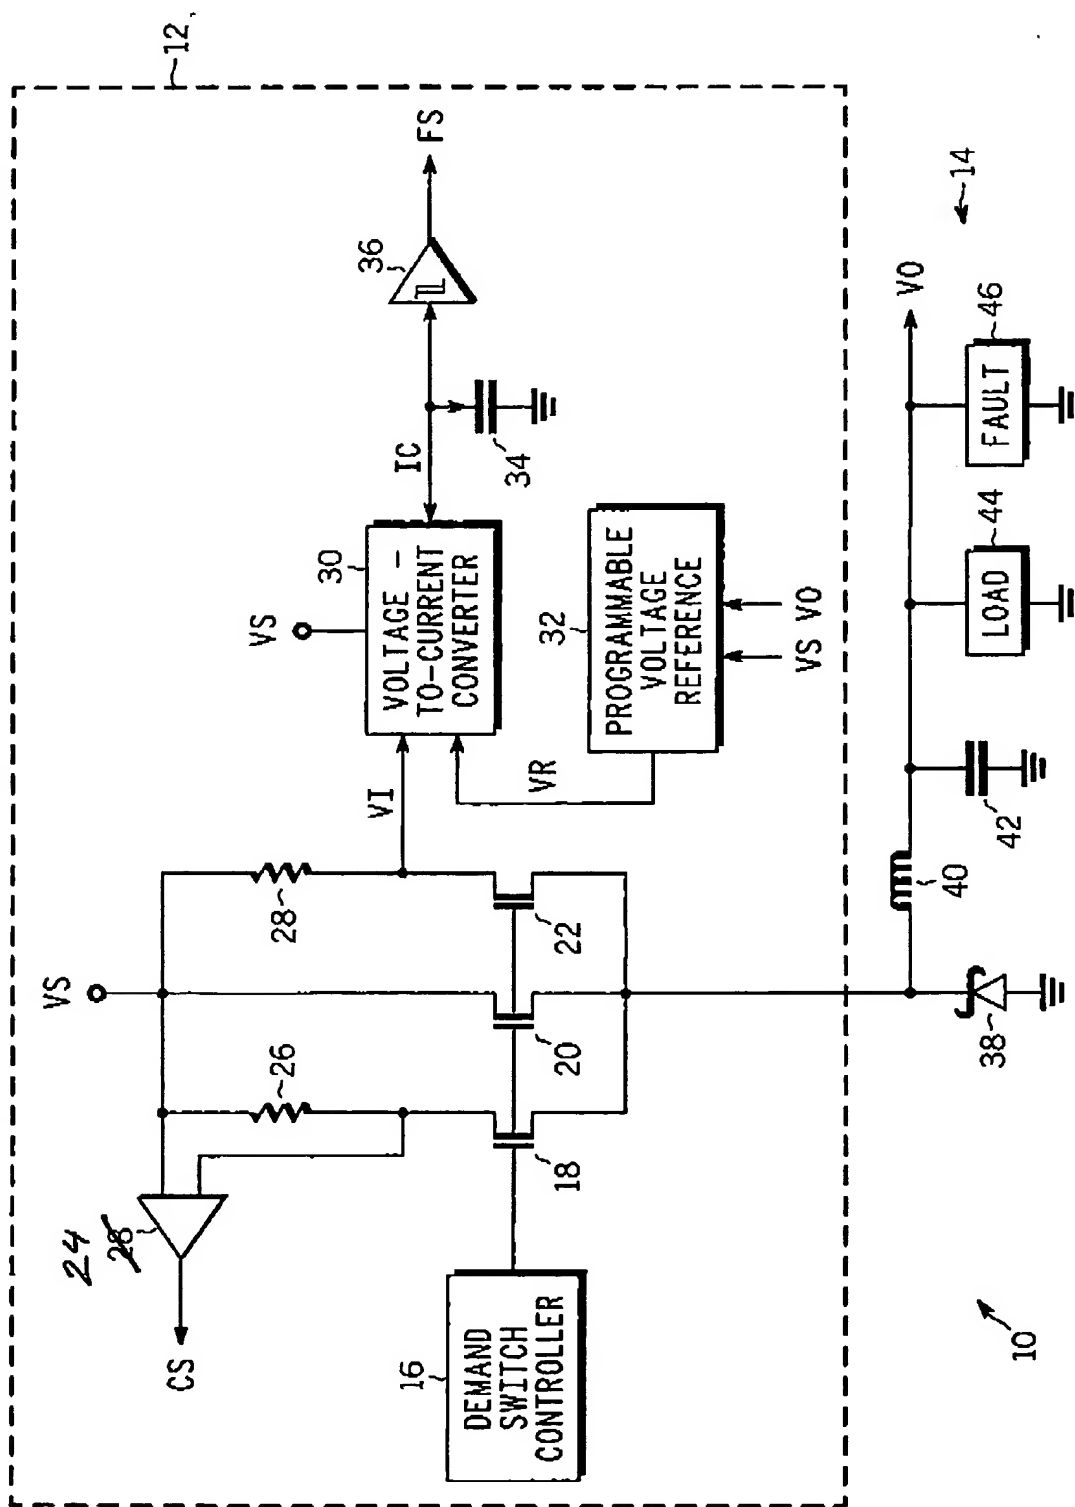 12
VS
24
CS
26
28
VS
30
VOLTAGE –
TO-CURRENT
CONVERTER
VI
IC
36
FS
34
16
DEMAND
SWITCH
CONTROLLER
18
20
22
VR
32
PROGRAMMABLE
VOLTAGE
REFERENCE
VS VO
VO
14
40
38
42
LOAD
44
FAULT
46
10